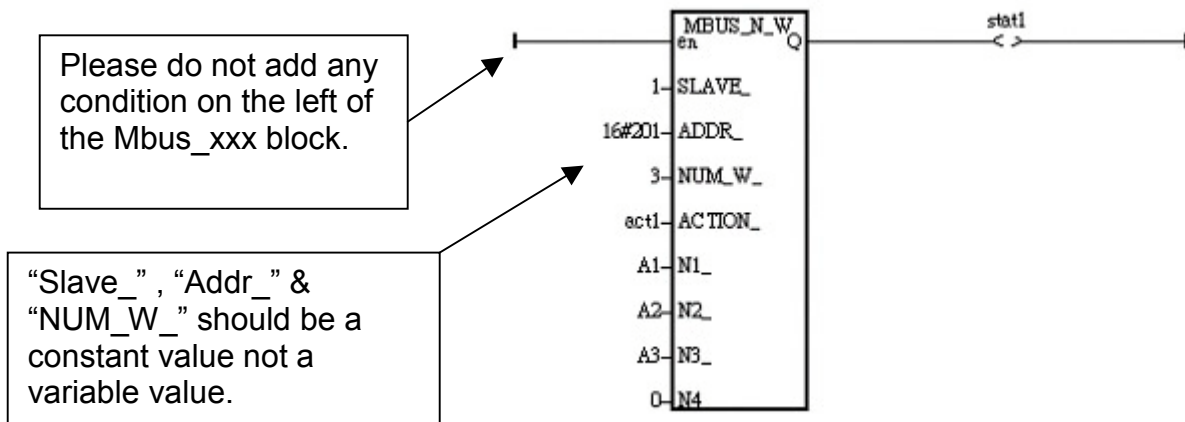 Please do not add any
condition on the left of
the Mbus_xxx block.
“Slave_” , “Addr_” &
“NUM_W_” should be a
constant value not a
variable value.
MBUS_N_W
en Q
stat1
1 SLAVE_
16#201 ADDR_
3 NUM_W_
act1 ACTION_
A1 N1_
A2 N2_
A3 N3_
0 N4